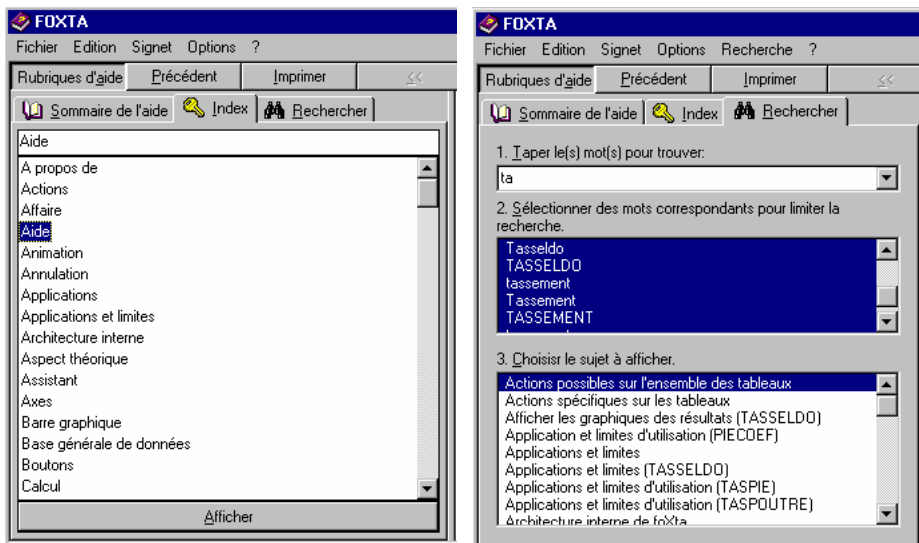 FOXTA
Fichier Edition Signet Options ?
Rubriques d'aide Précédent Imprimer <<
Sommaire de l'aide Index Rechercher
Aide
A propos de
Actions
Affaire
Aide
Animation
Annulation
Applications
Applications et limites
Architecture interne
Aspect théorique
Assistant
Axes
Barre graphique
Base générale de données
Boutons
Calcul
Afficher
FOXTA
Fichier Edition Signet Options Recherche ?
Rubriques d'aide Précédent Imprimer <<
Sommaire de l'aide Index Rechercher
1. Taper le(s) mot(s) pour trouver:
ta
2. Sélectionner des mots correspondants pour limiter la
recherche.
Tasseldo
TASSELDO
tassement
Tassement
TASSEMENT
3. Choisisr le sujet à afficher.
Actions possibles sur l'ensemble des tableaux
Actions spécifiques sur les tableaux
Afficher les graphiques des résultats (TASSELDO)
Application et limites d'utilisation (PIECOEF)
Applications et limites
Applications et limites (TASSELDO)
Applications et limites d'utilisation (TASPIE)
Applications et limites d'utilisation (TASPOUTRE)
Architecture interne de foXta